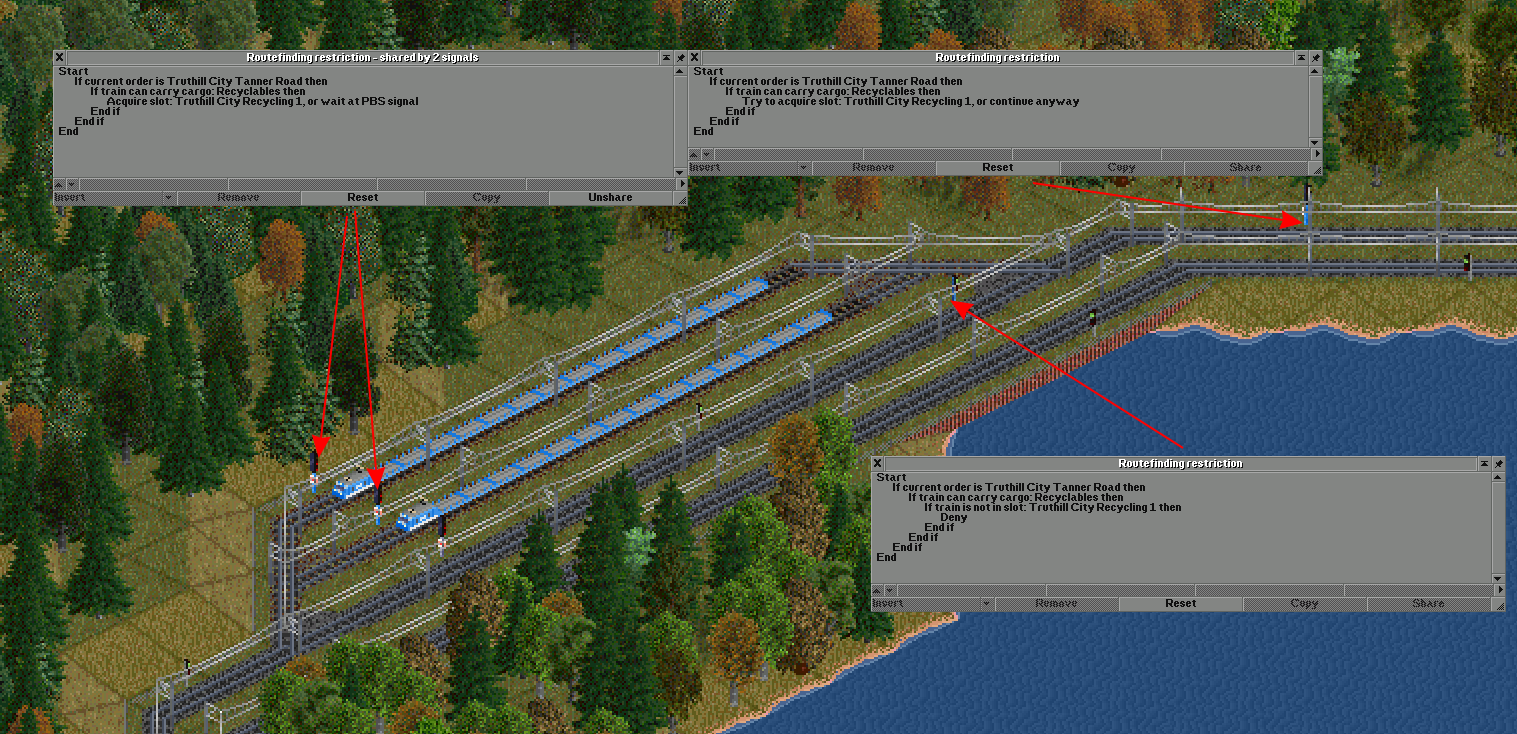 Routefinding restriction - shared by 2 signals
Start
If current order is Truthill City Tanner Road then
If train can carry cargo: Recyclables then
Acquire slot: Truthill City Recycling 1, or wait at PBS signal
End if
End if
End
Insert Remove Reset Copy Unshare
Routefinding restriction
Start
If current order is Truthill City Tanner Road then
If train can carry cargo: Recyclables then
Try to acquire slot: Truthill City Recycling 1, or continue anyway
End if
End if
End
Insert Remove Reset Copy Share
Routefinding restriction
Start
If current order is Truthill City Tanner Road then
If train can carry cargo: Recyclables then
If train is not in slot: Truthill City Recycling 1 then
Deny
End if
End if
End if
End
Insert Remove Reset Copy Share